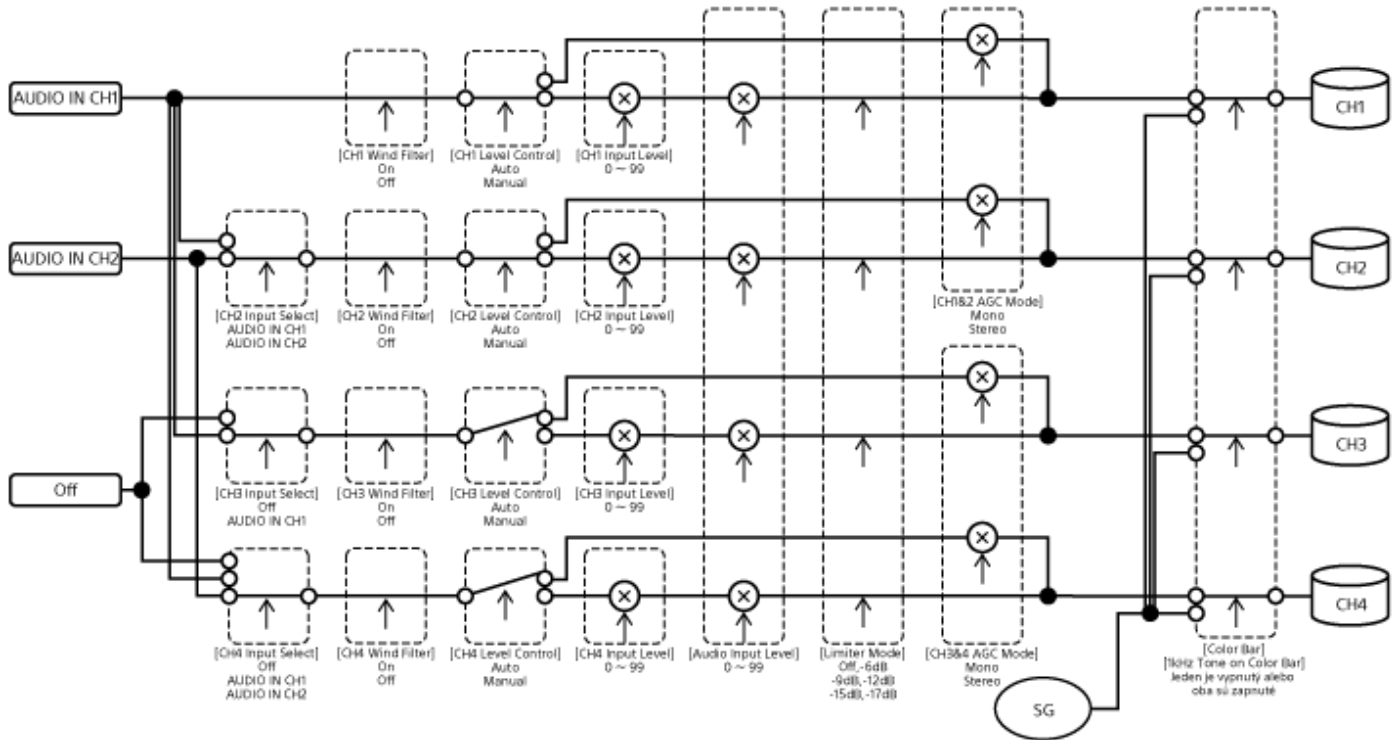 AUDIO IN CH1
[CH1 Wind Filter]
On
Off
[CH1 Level Control]
Auto
Manual
[CH1 Input Level]
0 ~ 99
CH1
AUDIO IN CH2
[CH2 Input Select]
AUDIO IN CH1
AUDIO IN CH2
[CH2 Wind Filter]
On
Off
[CH2 Level Control]
Auto
Manual
[CH2 Input Level]
0 ~ 99
[CH1&2 AGC Mode]
Mono
Stereo
CH2
Off
[CH3 Input Select]
Off
AUDIO IN CH1
[CH3 Wind Filter]
On
Off
[CH3 Level Control]
Auto
Manual
[CH3 Input Level]
0 ~ 99
CH3
[CH4 Input Select]
Off
AUDIO IN CH1
AUDIO IN CH2
[CH4 Wind Filter]
On
Off
[CH4 Level Control]
Auto
Manual
[CH4 Input Level]
0 ~ 99
[Audio Input Level]
0 ~ 99
[Limiter Mode]
Off,-6dB
-9dB,-12dB
-15dB,-17dB
[CH3&4 AGC Mode]
Mono
Stereo
[Color Bar]
[1kHz Tone on Color Bar]
Jeden je vypnutý alebo
oba sú zapnuté
CH4
SG